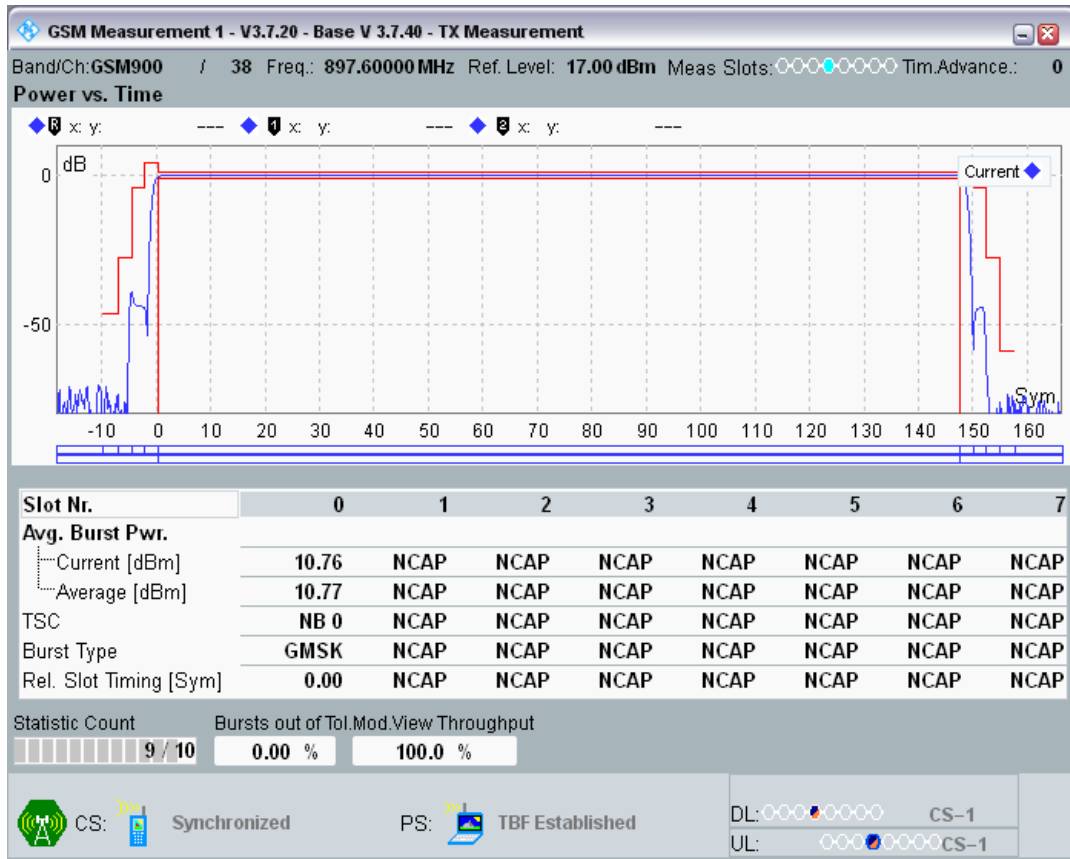 GSM Measurement 1 - V3.7.20 - Base V 3.7.40 - TX Measurement
Band/Ch:GSM900 / 38 Freq.: 897.60000 MHz Ref. Level: 17.00 dBm Meas Slots: Tim.Advance.: 0
Power vs. Time
R x: y: --- 1 x: y: --- 2 x: y: ---
dB
0
Current
-50
Sym
-10 0 10 20 30 40 50 60 70 80 90 100 110 120 130 140 150 160
Slot Nr. 0 1 2 3 4 5 6 7
Avg. Burst Pwr.
Current [dBm] 10.76 NCAP NCAP NCAP NCAP NCAP NCAP NCAP
Average [dBm] 10.77 NCAP NCAP NCAP NCAP NCAP NCAP NCAP
TSC NB 0 NCAP NCAP NCAP NCAP NCAP NCAP NCAP
Burst Type GMSK NCAP NCAP NCAP NCAP NCAP NCAP NCAP
Rel. Slot Timing [Sym] 0.00 NCAP NCAP NCAP NCAP NCAP NCAP NCAP
Statistic Count Bursts out of Tol.Mod.View Throughput
9 / 10 0.00 % 100.0 %
CS: Synchronized PS: TBF Established
DL: CS-1
UL: CS-1